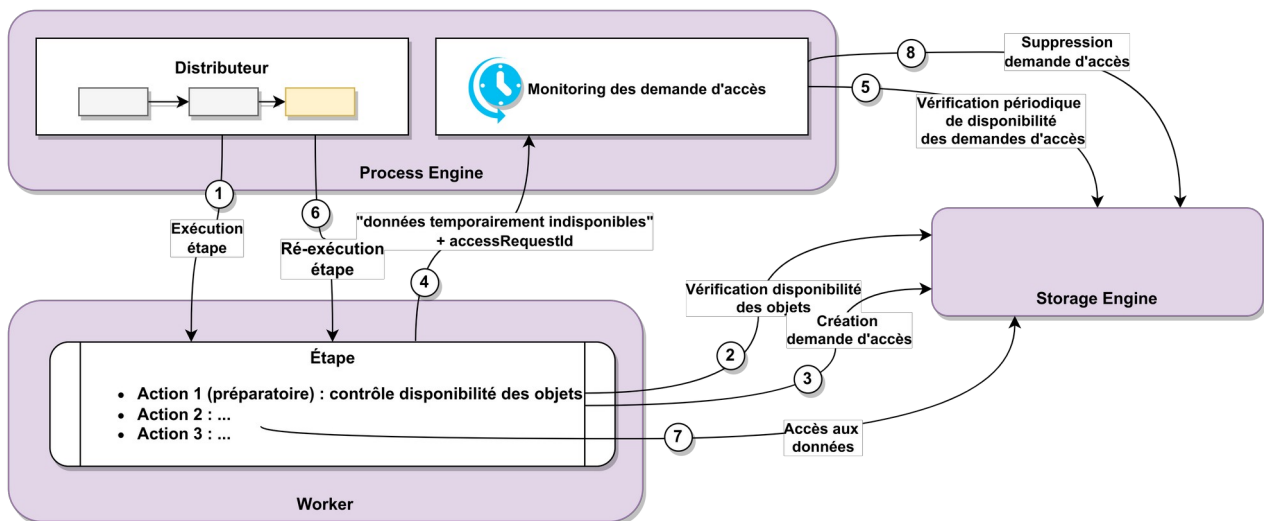 Distributeur
Monitoring des demande d'accès
Process Engine
8
Suppression
demande d'accès
5
Vérification périodique
de disponibilité
des demandes d'accès
1
Exécution
étape
6
Ré-exécution
étape
"données temporairement indisponibles"
+ accessRequestId
4
Vérification disponibilité
des objets
2
Création
demande d'accès
3
Storage Engine
Étape
• Action 1 (préparatoire) : contrôle disponibilité des objets
• Action 2 : ...
• Action 3 : ...
7
Accès aux
données
Worker